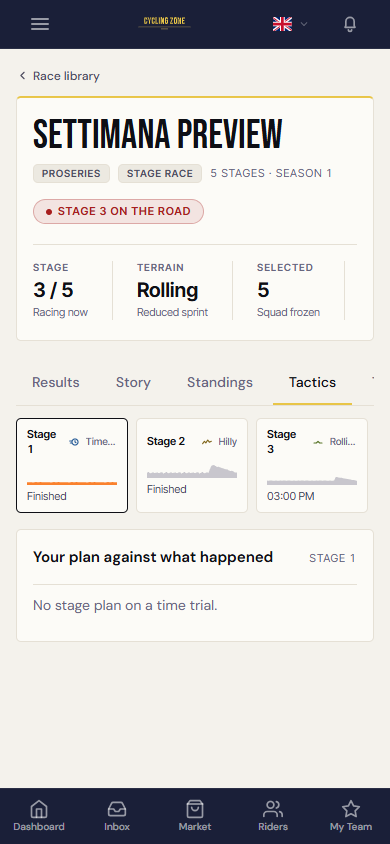 CYCLING ZONE
Race library
SETTIMANA PREVIEW
PROSERIES STAGE RACE 5 STAGES · SEASON 1
STAGE 3 ON THE ROAD
STAGE TERRAIN SELECTED
3 / 5 Rolling 5
Racing now Reduced sprint Squad frozen
Results Story Standings Tactics
Stage 1 Time... Stage 2 Hilly Stage 3 Rolli...
Finished Finished 03:00 PM
Your plan against what happened STAGE 1
No stage plan on a time trial.
Dashboard Inbox Market Riders My Team